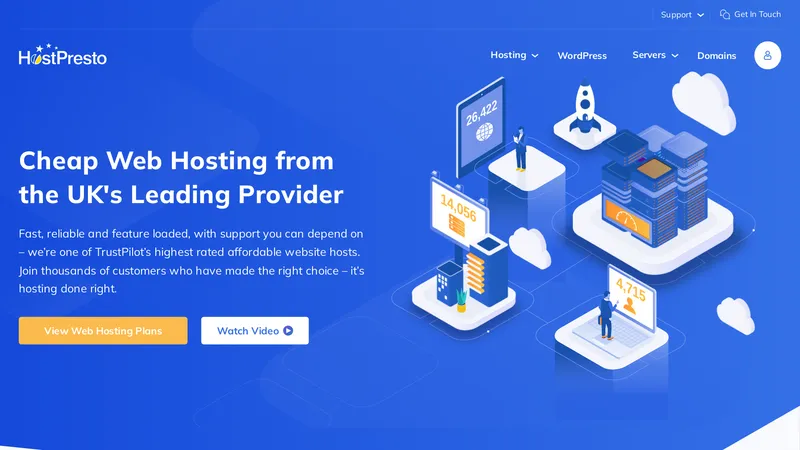 Support
Get In Touch
HostPresto
Hosting
WordPress
Servers
Domains
26,422
14,056
4,715
Cheap Web Hosting from
the UK's Leading Provider
Fast, reliable and feature loaded, with support you can depend on
– we're one of TrustPilot's highest rated affordable website hosts.
Join thousands of customers who have made the right choice – it's
hosting done right.
View Web Hosting Plans
Watch Video